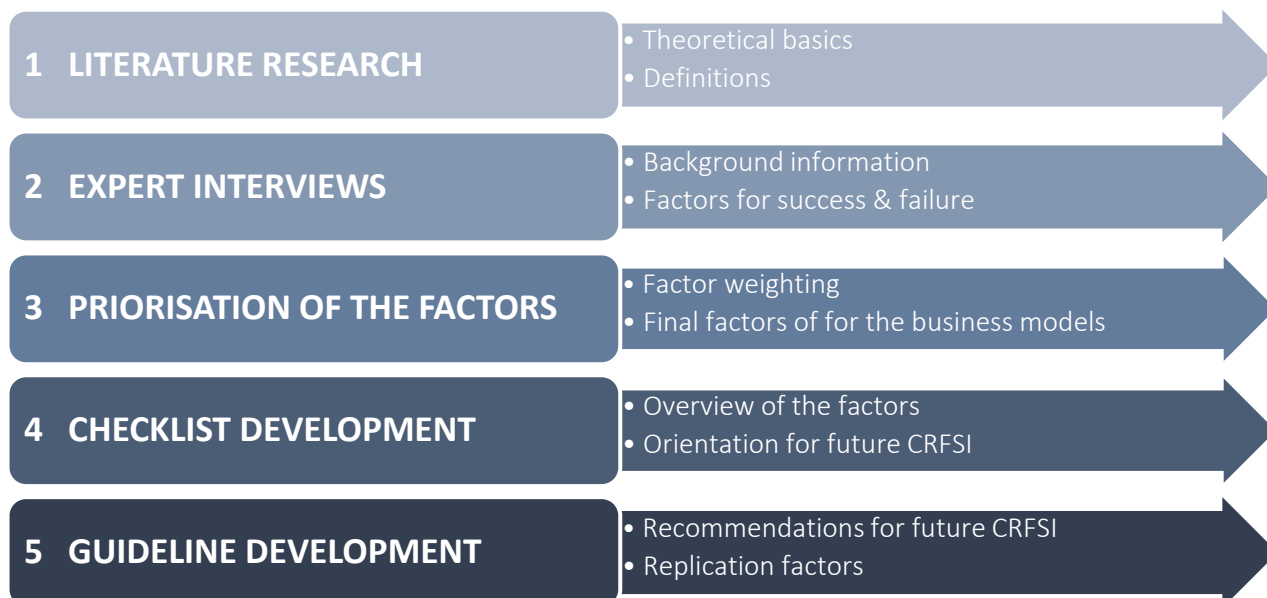 1 LITERATURE RESEARCH
• Theoretical basics
• Definitions
2 EXPERT INTERVIEWS
• Background information
• Factors for success & failure
3 PRIORISATION OF THE FACTORS
• Factor weighting
• Final factors of for the business models
4 CHECKLIST DEVELOPMENT
• Overview of the factors
• Orientation for future CRFSI
5 GUIDELINE DEVELOPMENT
• Recommendations for future CRFSI
• Replication factors